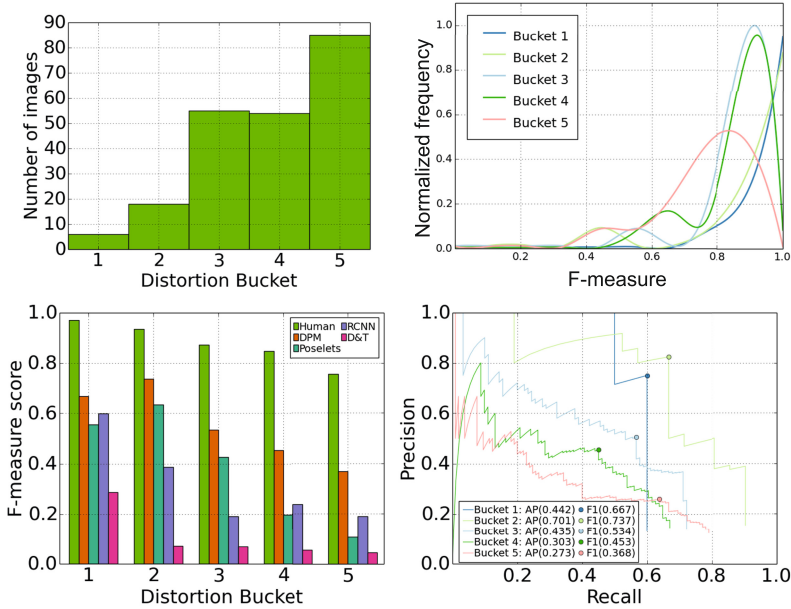 90
80
70
60
50
40
30
20
10
0
Number of images
1 2 3 4 5
Distortion Bucket
1.0
0.8
0.6
0.4
0.2
0.0
Normalized frequency
Bucket 1
Bucket 2
Bucket 3
Bucket 4
Bucket 5
0.2 0.4 0.6 0.8 1.0
F-measure
1.0
0.8
0.6
0.4
0.2
0.0
F-measure score
Human
DPM
Poselets
RCNN
D&T
1 2 3 4 5
Distortion Bucket
1.0
0.8
0.6
0.4
0.2
0.0
Precision
Bucket 1: AP(0.442) F1(0.667)
Bucket 2: AP(0.701) F1(0.737)
Bucket 3: AP(0.435) F1(0.534)
Bucket 4: AP(0.303) F1(0.453)
Bucket 5: AP(0.273) F1(0.368)
0.2 0.4 0.6 0.8 1.0
Recall